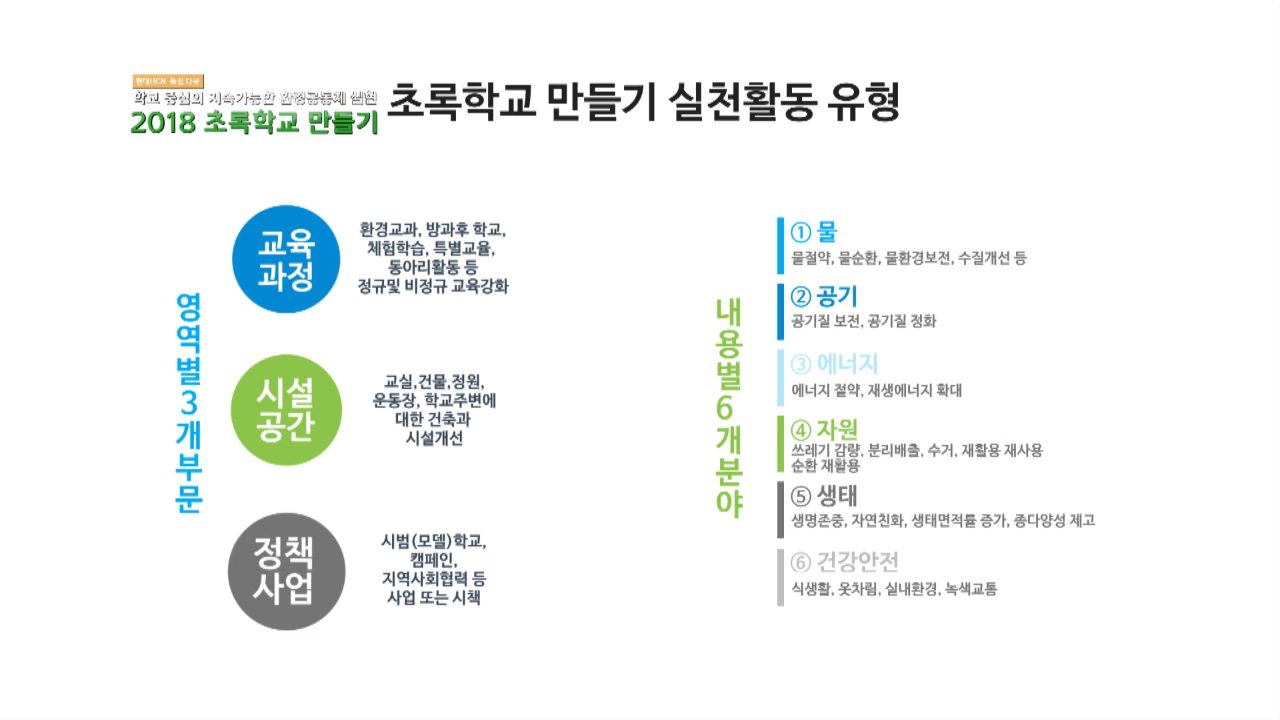 현대HCN 특집 다큐
학교 중심의 지속가능한 환경공동체 실현
2018 초록학교 만들기
초록학교 만들기 실천활동 유형
영역별3개부문
교육
과정
환경교과, 방과후 학교,
체험학습, 특별교율,
동아리활동 등
정규및 비정규 교육강화
시설
공간
교실,건물,정원,
운동장, 학교주변에
대한 건축과
시설개선
정책
사업
시범(모델)학교,
캠페인,
지역사회협력 등
사업 또는 시책
내용별6개분야
① 물
물절약, 물순환, 물환경보전, 수질개선 등
② 공기
공기질 보전, 공기질 정화
③ 에너지
에너지 절약, 재생에너지 확대
④ 자원
쓰레기 감량, 분리배출, 수거, 재활용 재사용
순환 재활용
⑤ 생태
생명존중, 자연친화, 생태면적률 증가, 종다양성 제고
⑥ 건강안전
식생활, 옷차림, 실내환경, 녹색교통